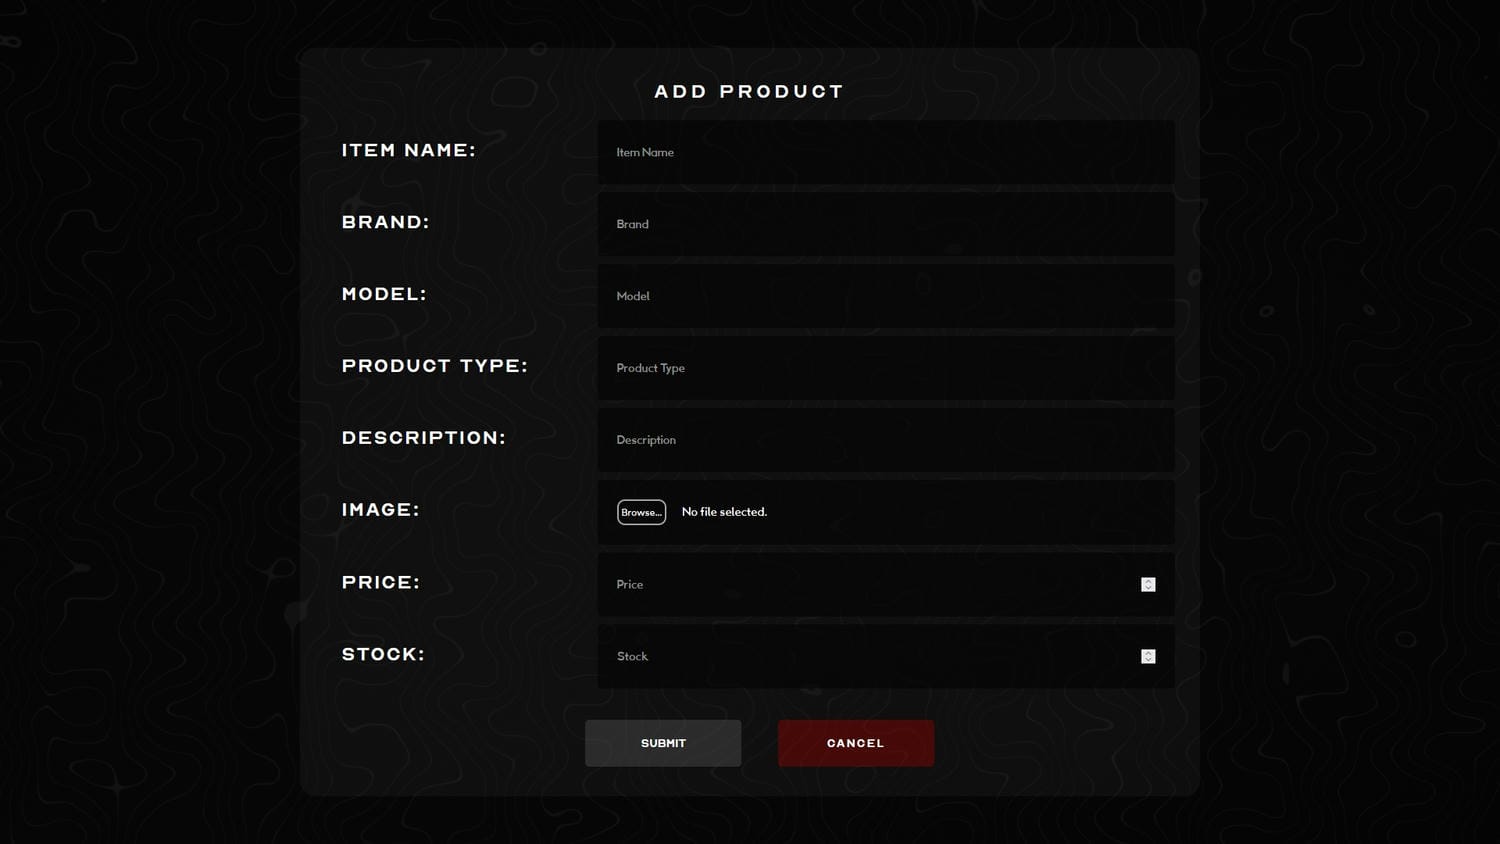 ADD PRODUCT
ITEM NAME:
Item Name
BRAND:
Brand
MODEL:
Model
PRODUCT TYPE:
Product Type
DESCRIPTION:
Description
IMAGE:
Browse... No file selected.
PRICE:
Price
STOCK:
Stock
SUBMIT CANCEL